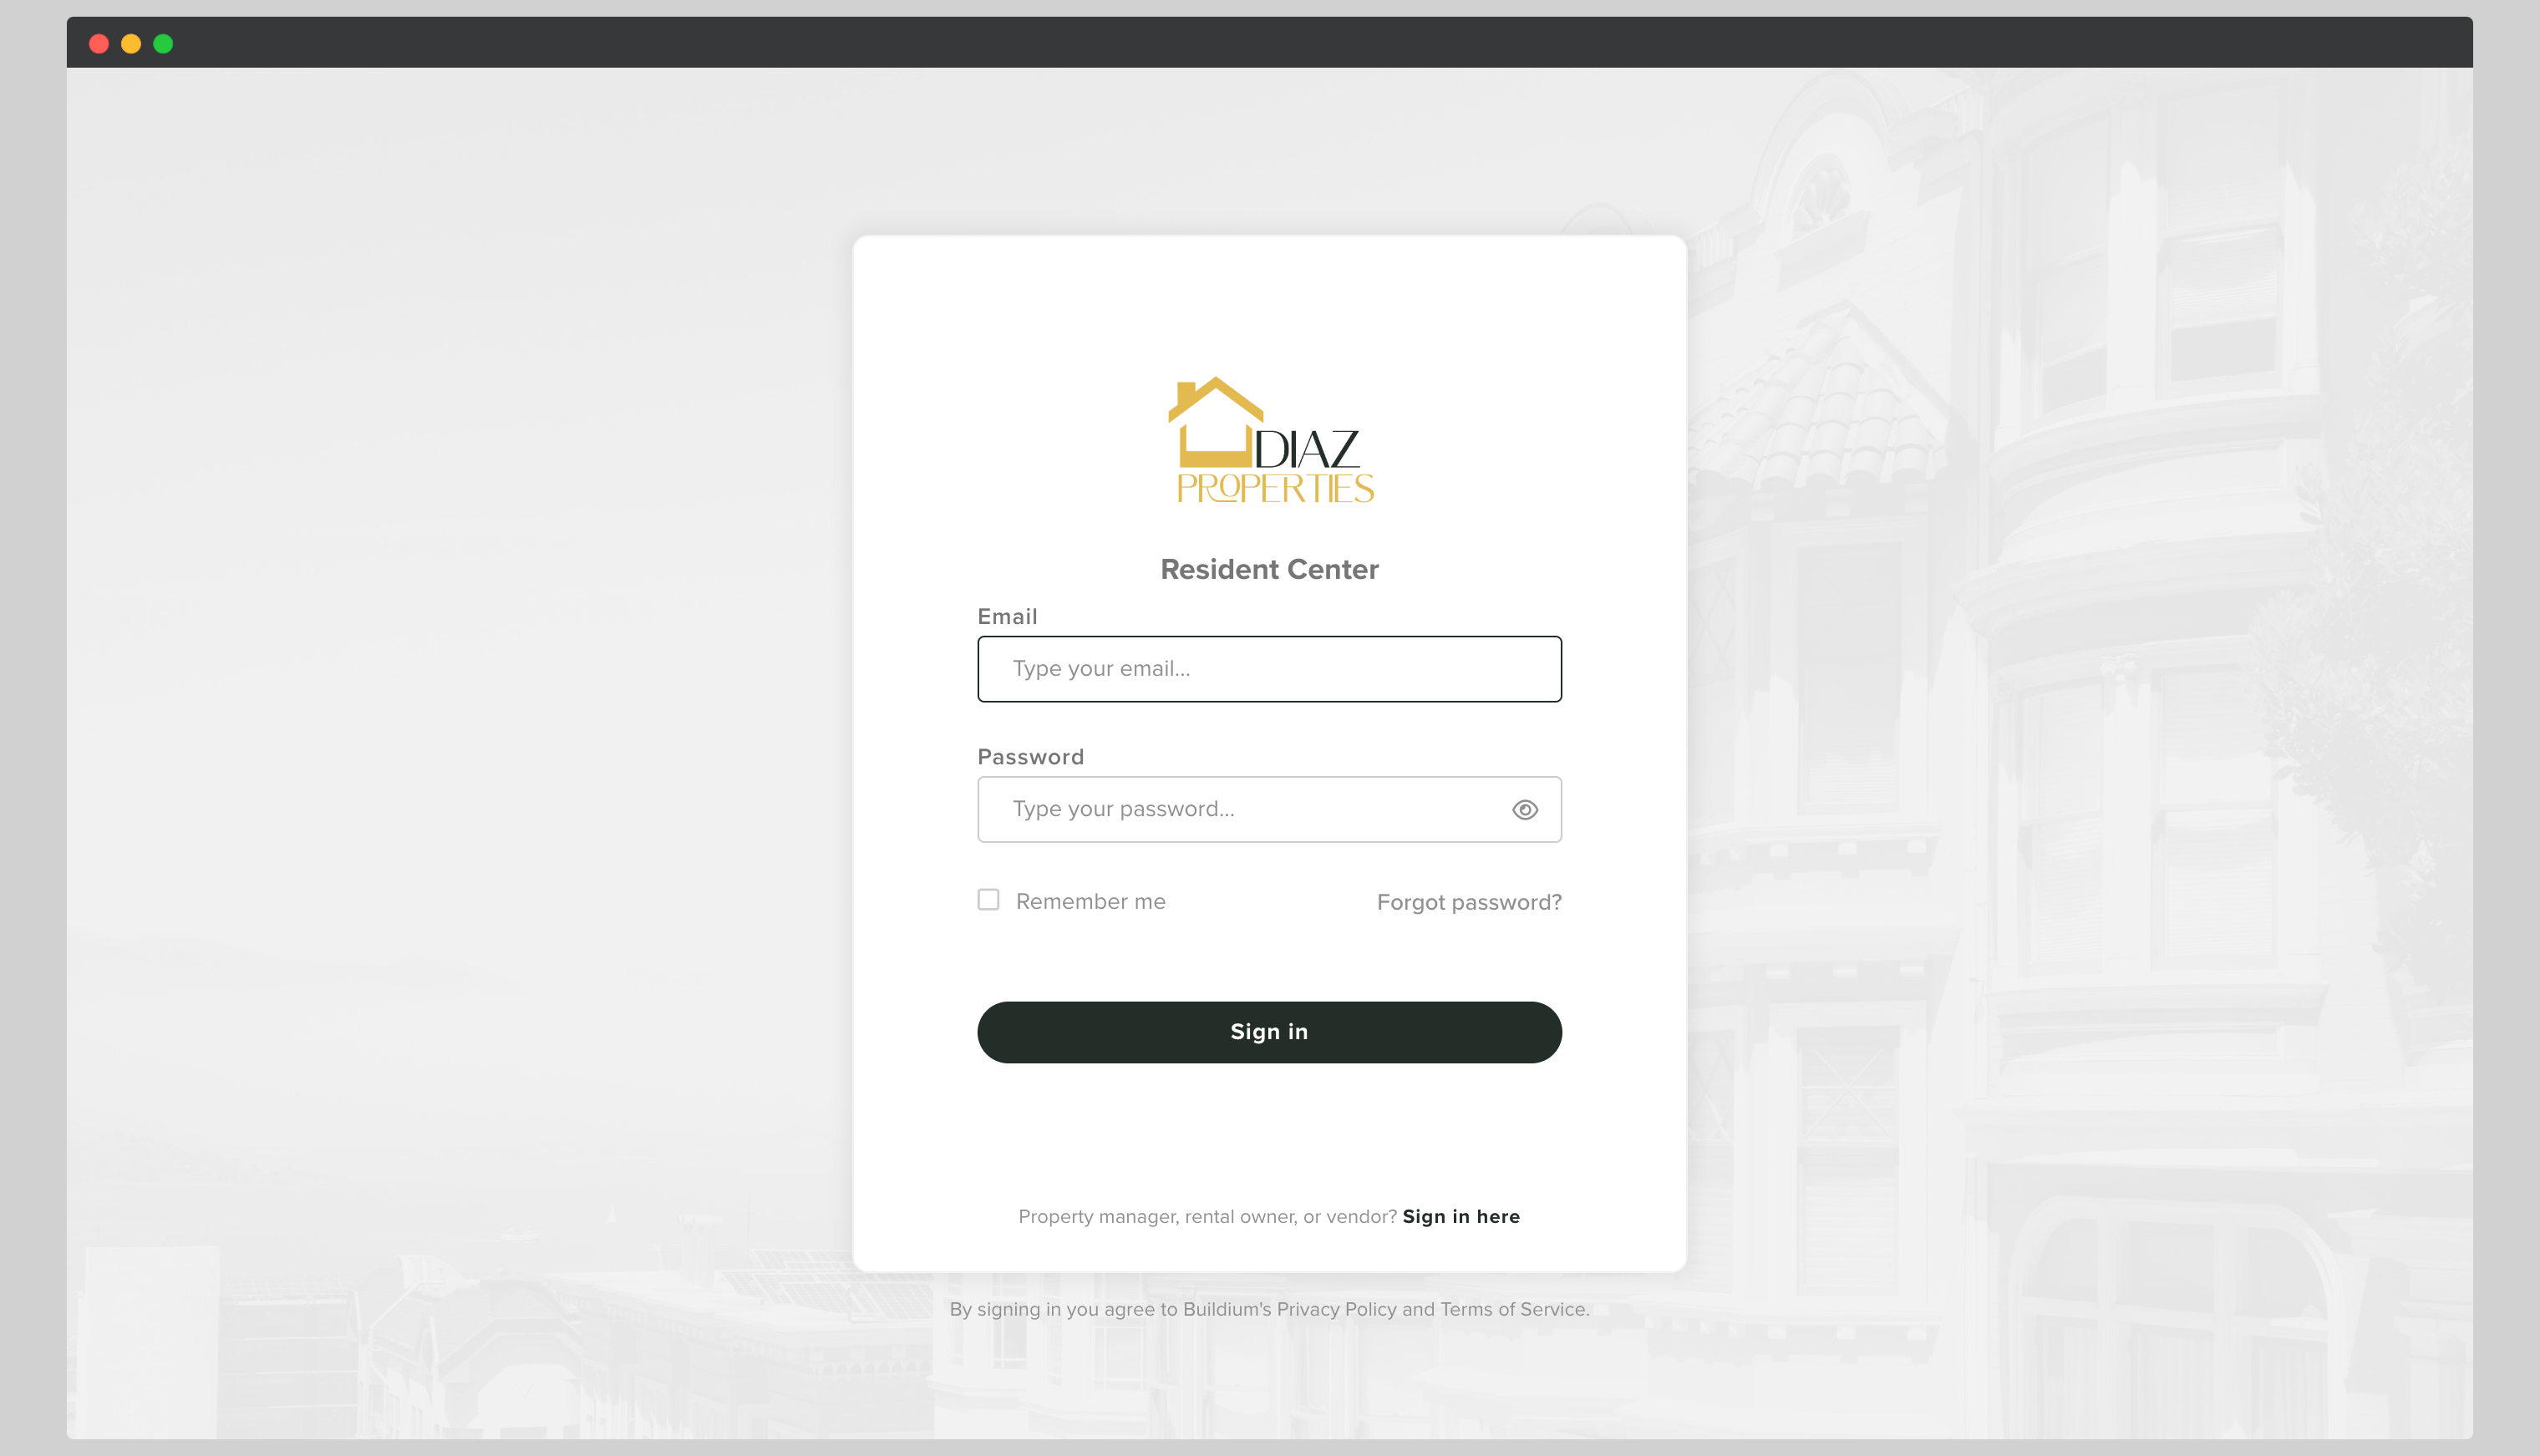 DIAZ
PROPERTIES
Resident Center
Email
Type your email...
Password
Type your password...
Remember me
Forgot password?
Sign in
Property manager, rental owner, or vendor? Sign in here
By signing in you agree to Buildium's Privacy Policy and Terms of Service.